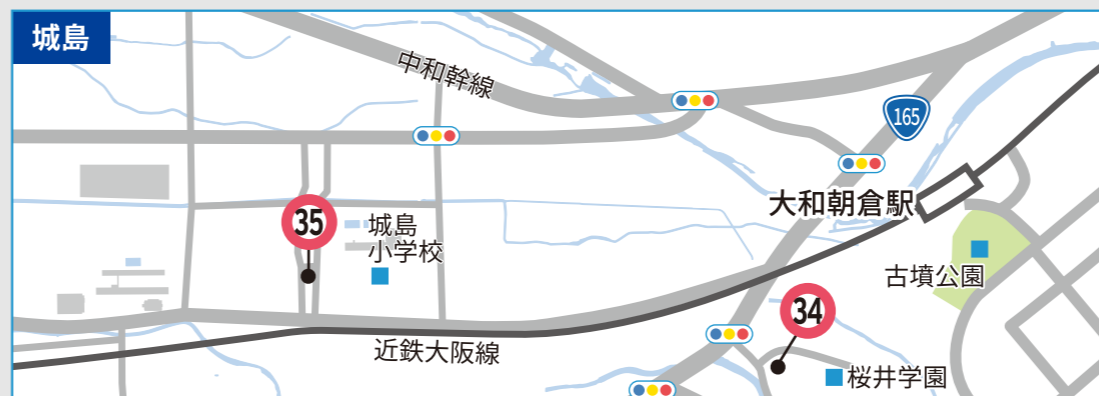 城島
中和幹線
165
大和朝倉駅
35
城島
小学校
古墳公園
34
近鉄大阪線
桜井学園